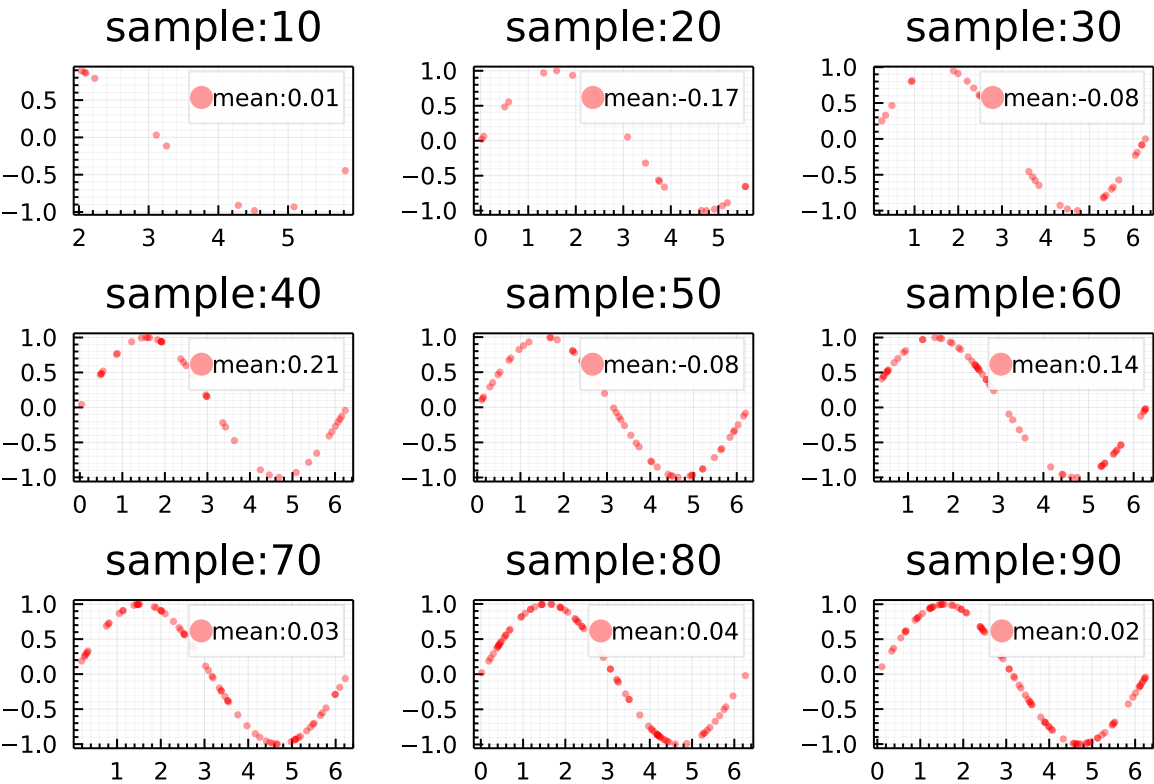 sample:10 sample:20 sample:30
mean:0.01 mean:-0.17 mean:-0.08
0.5 0.0 −0.5 −1.0
1.0 0.5 0.0 −0.5 −1.0
1.0 0.5 0.0 −0.5 −1.0
2 3 4 5
0 1 2 3 4 5
1 2 3 4 5 6
sample:40 sample:50 sample:60
mean:0.21 mean:-0.08 mean:0.14
1.0 0.5 0.0 −0.5 −1.0
1.0 0.5 0.0 −0.5 −1.0
1.0 0.5 0.0 −0.5 −1.0
0 1 2 3 4 5 6
0 1 2 3 4 5 6
1 2 3 4 5 6
sample:70 sample:80 sample:90
mean:0.03 mean:0.04 mean:0.02
1.0 0.5 0.0 −0.5 −1.0
1.0 0.5 0.0 −0.5 −1.0
1.0 0.5 0.0 −0.5 −1.0
1 2 3 4 5 6
0 1 2 3 4 5 6
0 1 2 3 4 5 6